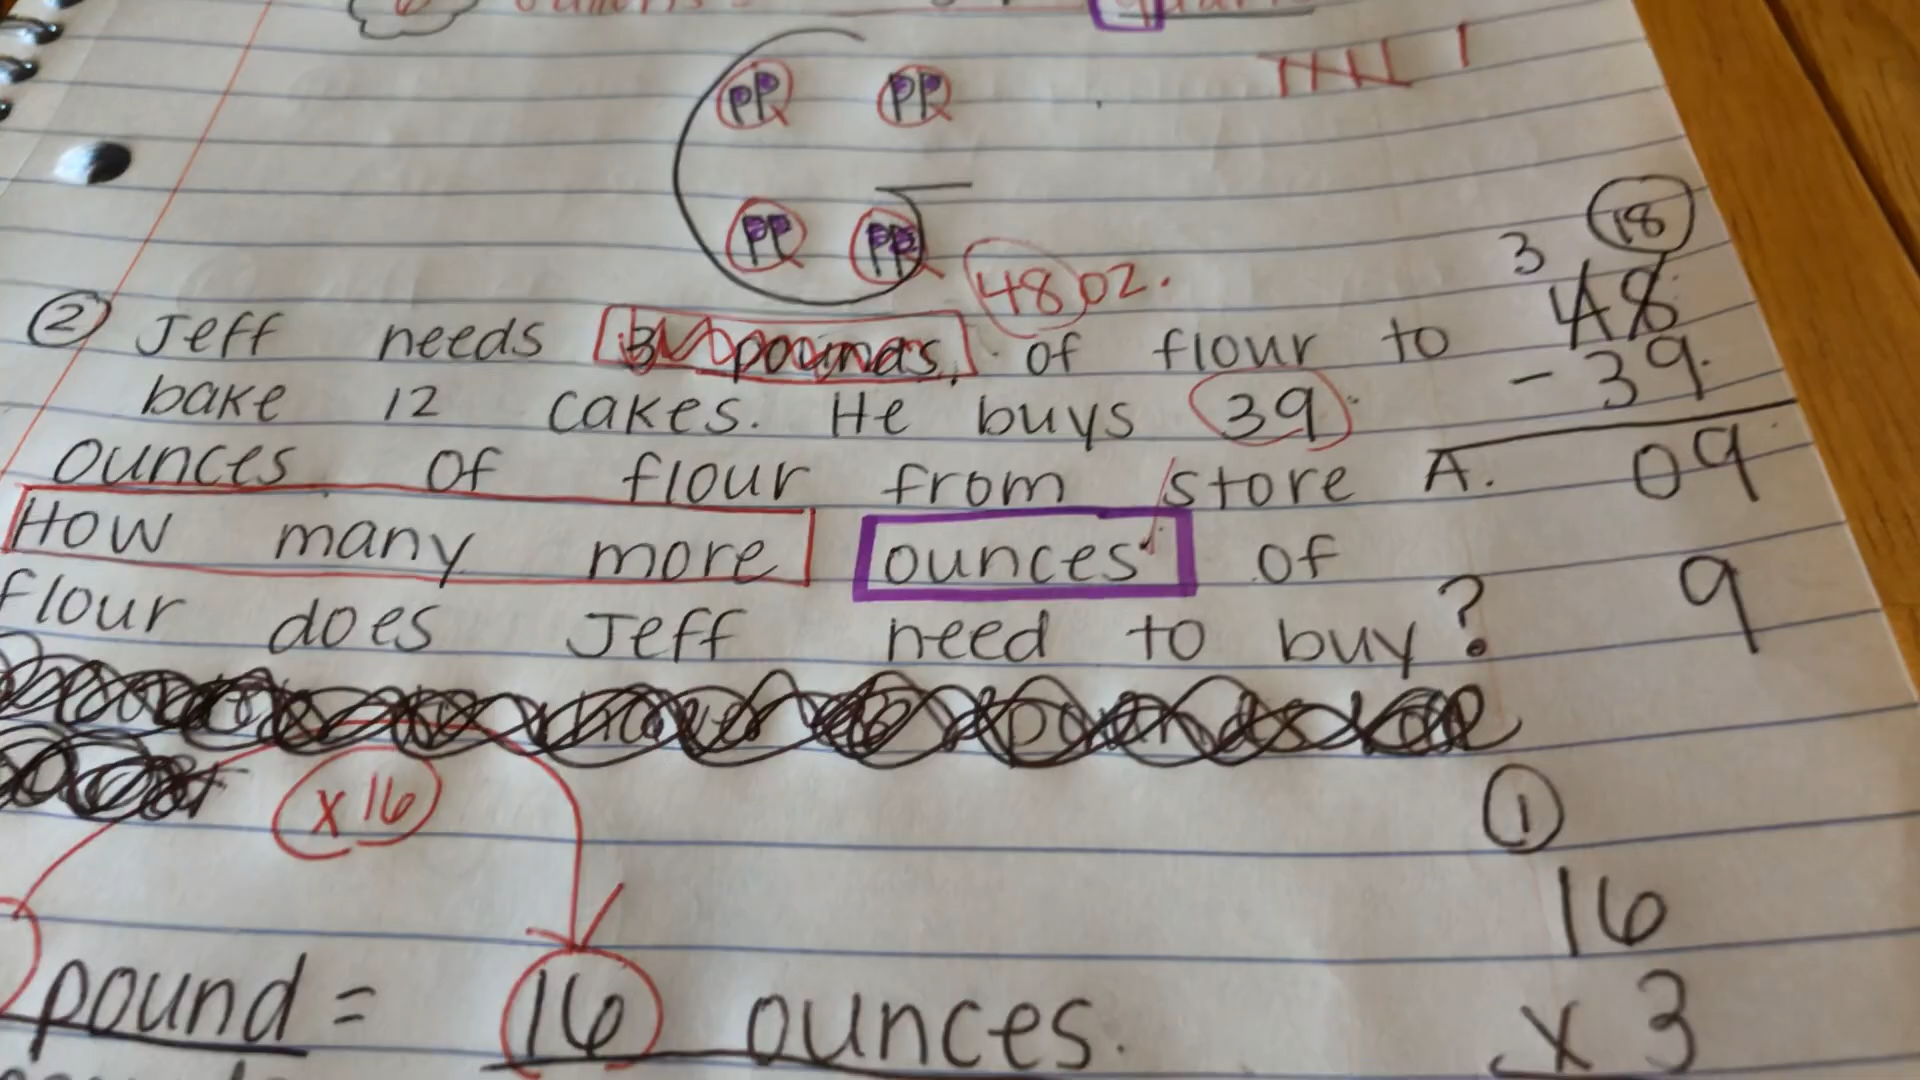 PP PP
PP PP
48 oz.
② Jeff needs 3 pounds of flour to
bake 12 cakes. He buys 39
ounces of flour from store A.
How many more ounces of
flour does Jeff need to buy?
3 18
48
- 39
09
9
x 16
pound = 16 ounces.
1
16
x 3